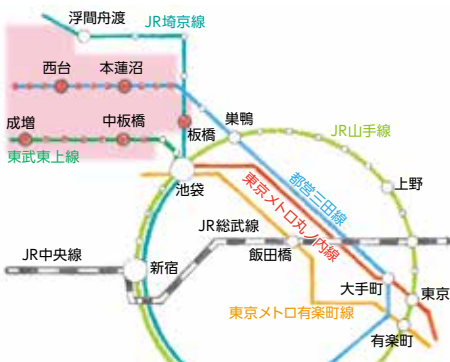 浮間舟渡
JR埼京線
西台
本蓮沼
成増
中板橋
板橋
巣鴨
JR山手線
東武東上線
池袋
都営三田線
東京メトロ丸ノ内線
上野
JR総武線
飯田橋
JR中央線
新宿
大手町
東京
東京メトロ有楽町線
有楽町